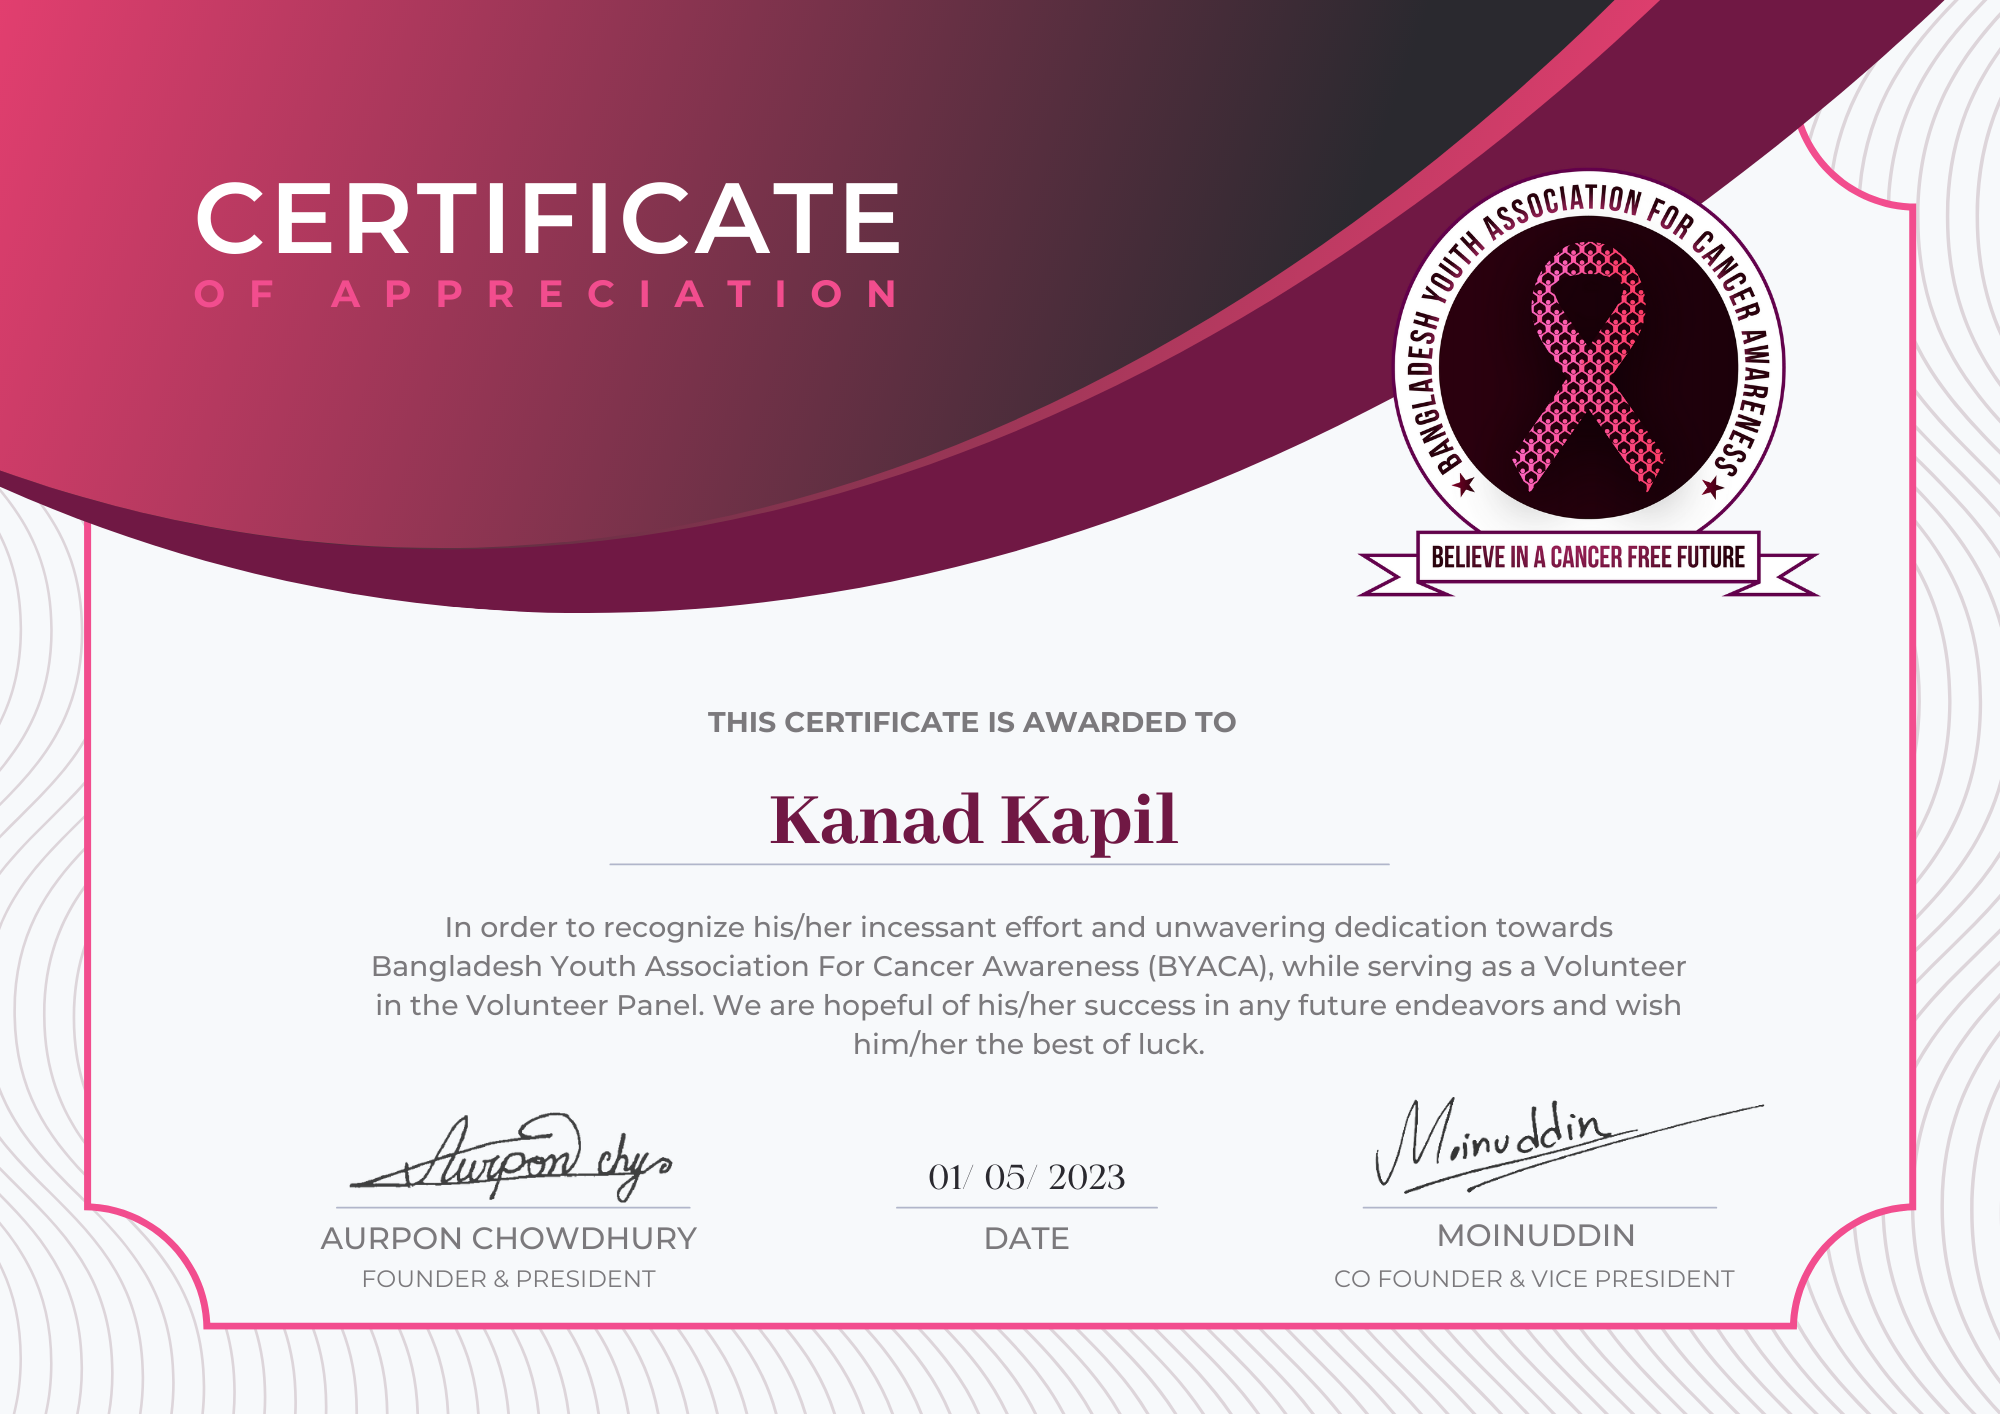 CERTIFICATE
OF APPRECIATION
BANGLADESH YOUTH ASSOCIATION FOR CANCER AWARENESS
BELIEVE IN A CANCER FREE FUTURE
THIS CERTIFICATE IS AWARDED TO
Kanad Kapil
In order to recognize his/her incessant effort and unwavering dedication towards
Bangladesh Youth Association For Cancer Awareness (BYACA), while serving as a Volunteer
in the Volunteer Panel. We are hopeful of his/her success in any future endeavors and wish
him/her the best of luck.
Aurpon chy
01/ 05/ 2023
Moinuddin
AURPON CHOWDHURY
DATE
MOINUDDIN
FOUNDER & PRESIDENT
CO FOUNDER & VICE PRESIDENT